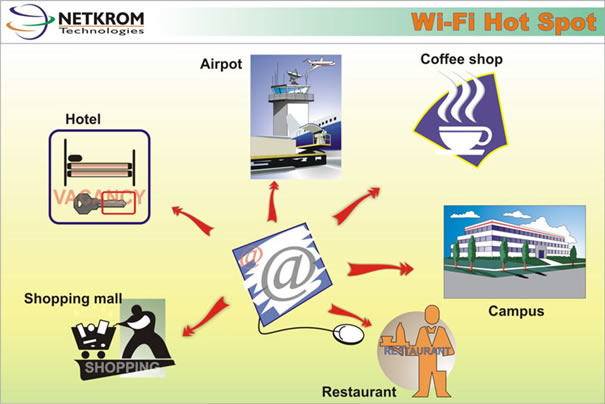 NETKROM
Technologies
Wi-Fi Hot Spot
Airpot
Coffee shop
Hotel
VACANCY
@
@
Campus
Shopping mall
SHOPPING
RESTAURANT
Restaurant